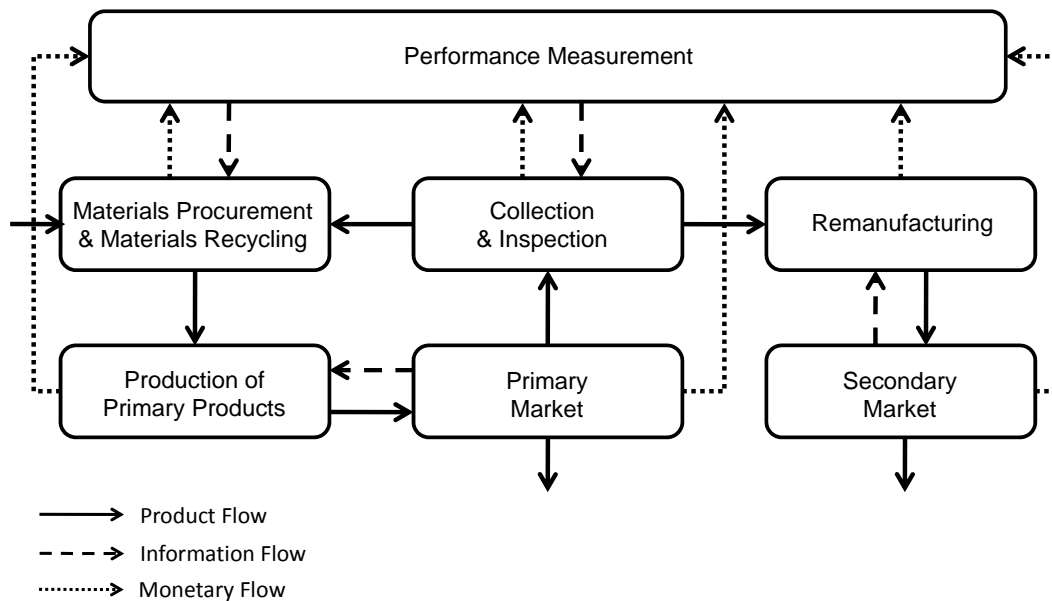 Performance Measurement
Materials Procurement
& Materials Recycling
Collection
& Inspection
Remanufacturing
Production of
Primary Products
Primary
Market
Secondary
Market
Product Flow
Information Flow
Monetary Flow